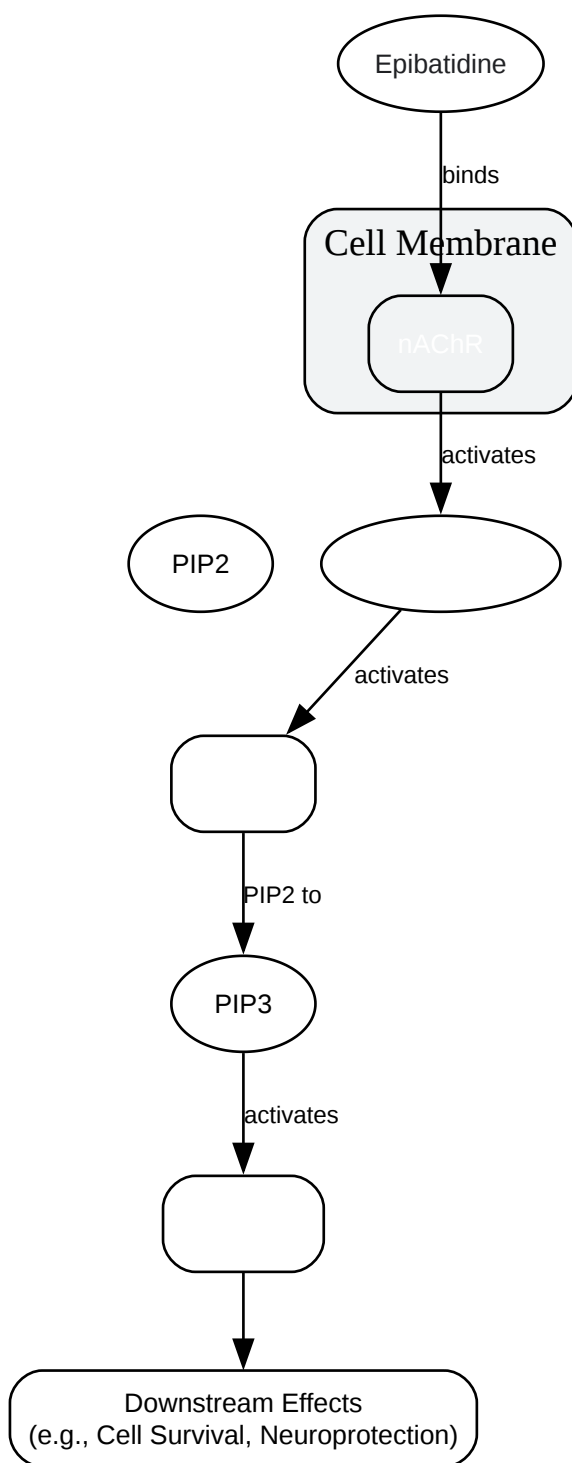 Epibatidine
binds
Cell Membrane
nAChR
activates
PIP2
activates
PIP2 to
PIP3
activates
Downstream Effects
(e.g., Cell Survival, Neuroprotection)